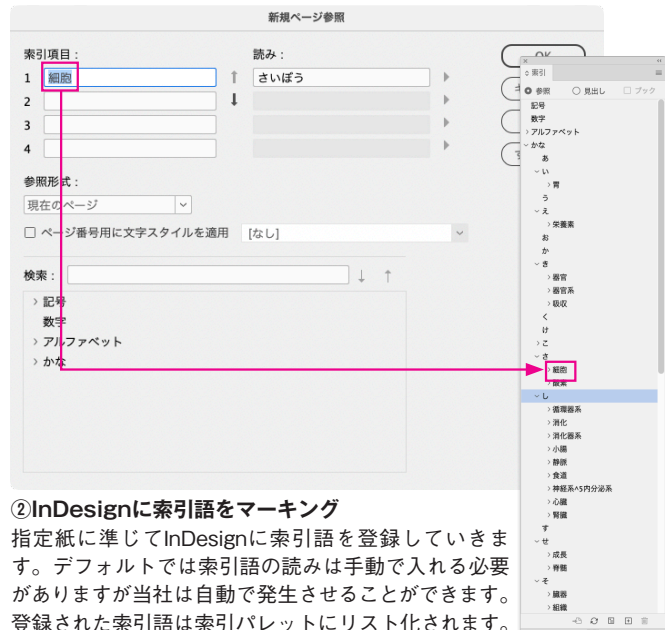 新規ページ参照
索引項目：
読み：
1 細胞
さいぼう
2
3
4
参照形式：
現在のページ
ページ番号用に文字スタイルを適用
[なし]
検索：
記号
数字
アルファベット
かな
索引
参照
見出し
ブック
記号
数字
アルファベット
かな
あ
い
胃
う
え
栄養素
お
か
き
器官
器官系
吸収
く
け
こ
さ
細胞
酸素
し
循環器系
消化
消化器系
小腸
静脈
食道
神経系^5内分泌系
心臓
腎臓
す
せ
成長
脊髄
そ
臓器
組織
②InDesignに索引語をマーキング
指定紙に準じてInDesignに索引語を登録していきま
す。デフォルトでは索引語の読みは手動で入れる必要
がありますが当社は自動で発生させることができます。
登録された索引語は索引パレットにリスト化されます。